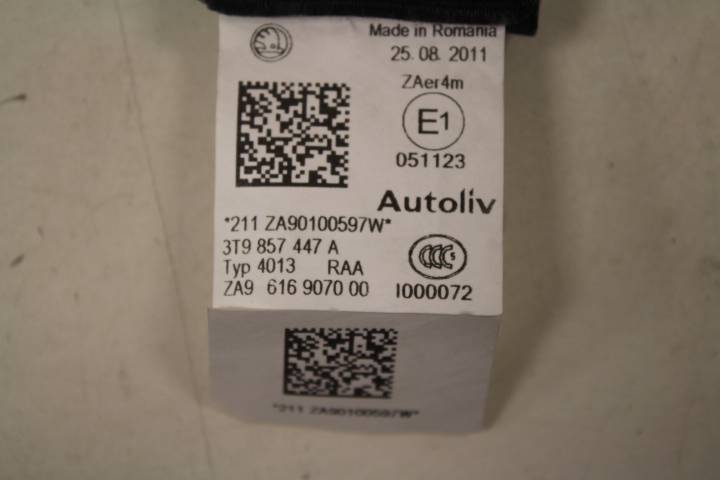 Made in Romania
25.08.2011
ZAer4m
E1
051123
Autoliv
*211 ZA90100597W*
3T9 857 447 A
Typ 4013 RAA
ZA9 616 9070 00
CCC S
I000072
*211 ZA90100597W*